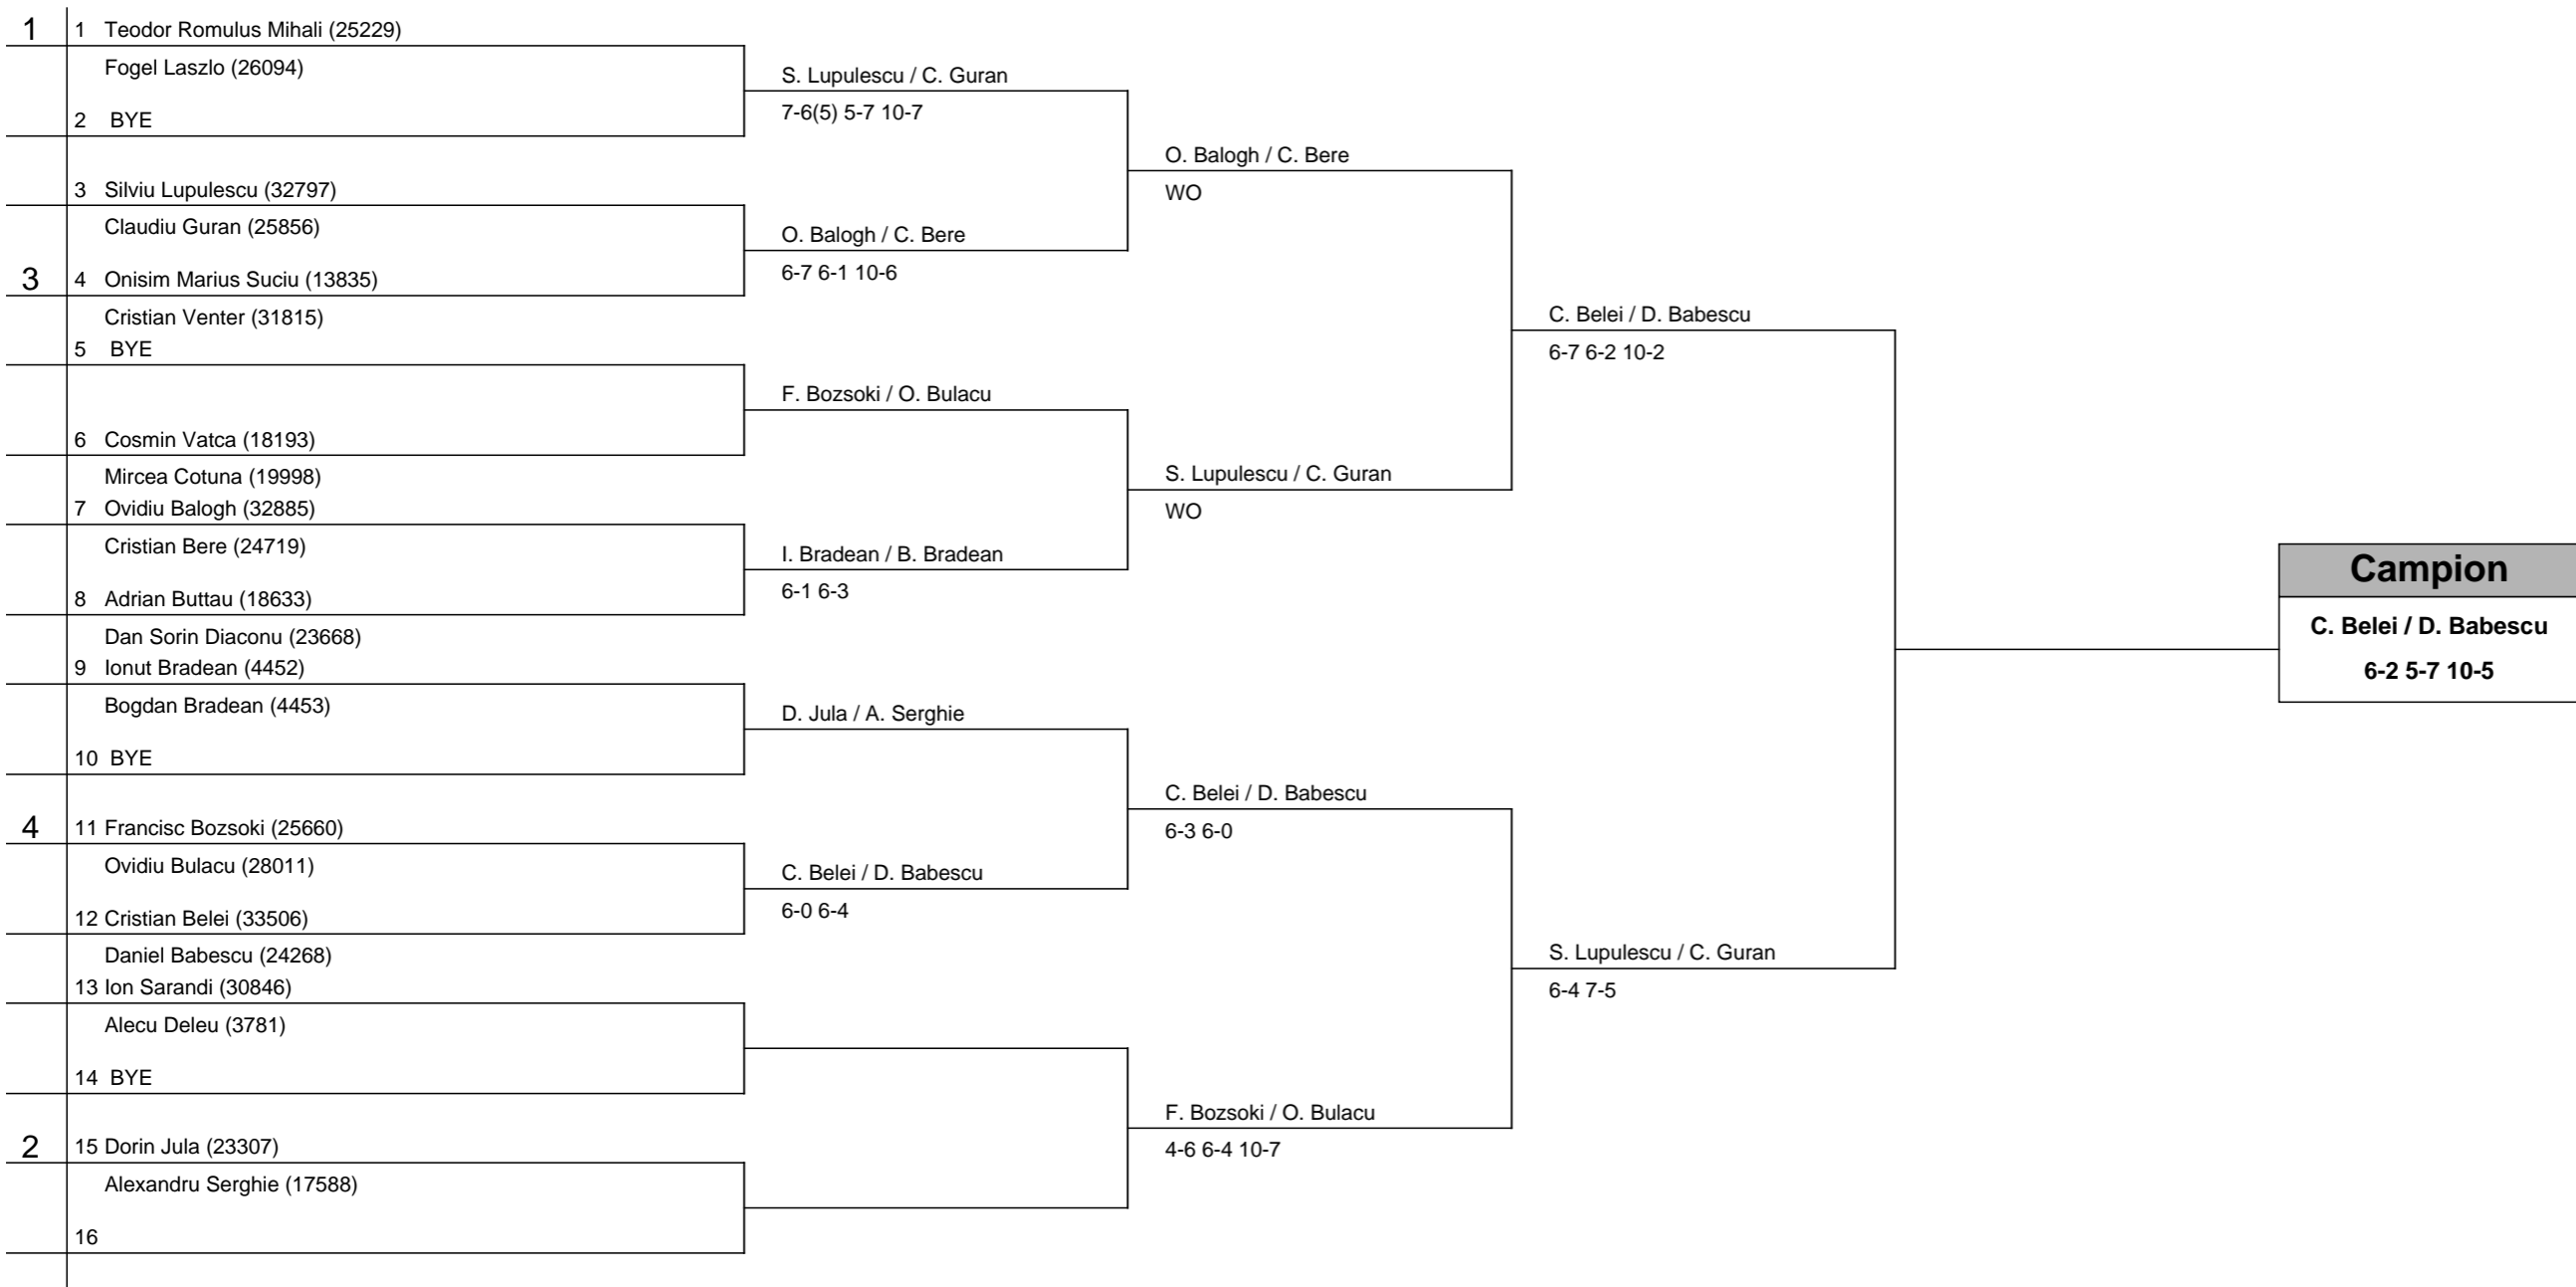 1 1 Teodor Romulus Mihali (25229)
Fogel Laszlo (26094)
2 BYE
3 Silviu Lupulescu (32797)
Claudiu Guran (25856)
3 4 Onisim Marius Suciu (13835)
Cristian Venter (31815)
5 BYE
6 Cosmin Vatca (18193)
Mircea Cotuna (19998)
7 Ovidiu Balogh (32885)
Cristian Bere (24719)
8 Adrian Buttau (18633)
Dan Sorin Diaconu (23668)
9 Ionut Bradean (4452)
Bogdan Bradean (4453)
10 BYE
4 11 Francisc Bozsoki (25660)
Ovidiu Bulacu (28011)
12 Cristian Belei (33506)
Daniel Babescu (24268)
13 Ion Sarandi (30846)
Alecu Deleu (3781)
14 BYE
2 15 Dorin Jula (23307)
Alexandru Serghie (17588)
16
S. Lupulescu / C. Guran
7-6(5) 5-7 10-7
O. Balogh / C. Bere
6-7 6-1 10-6
F. Bozsoki / O. Bulacu
I. Bradean / B. Bradean
6-1 6-3
D. Jula / A. Serghie
C. Belei / D. Babescu
6-0 6-4
O. Balogh / C. Bere
WO
S. Lupulescu / C. Guran
WO
C. Belei / D. Babescu
6-3 6-0
F. Bozsoki / O. Bulacu
4-6 6-4 10-7
C. Belei / D. Babescu
6-7 6-2 10-2
S. Lupulescu / C. Guran
6-4 7-5
Campion
C. Belei / D. Babescu
6-2 5-7 10-5